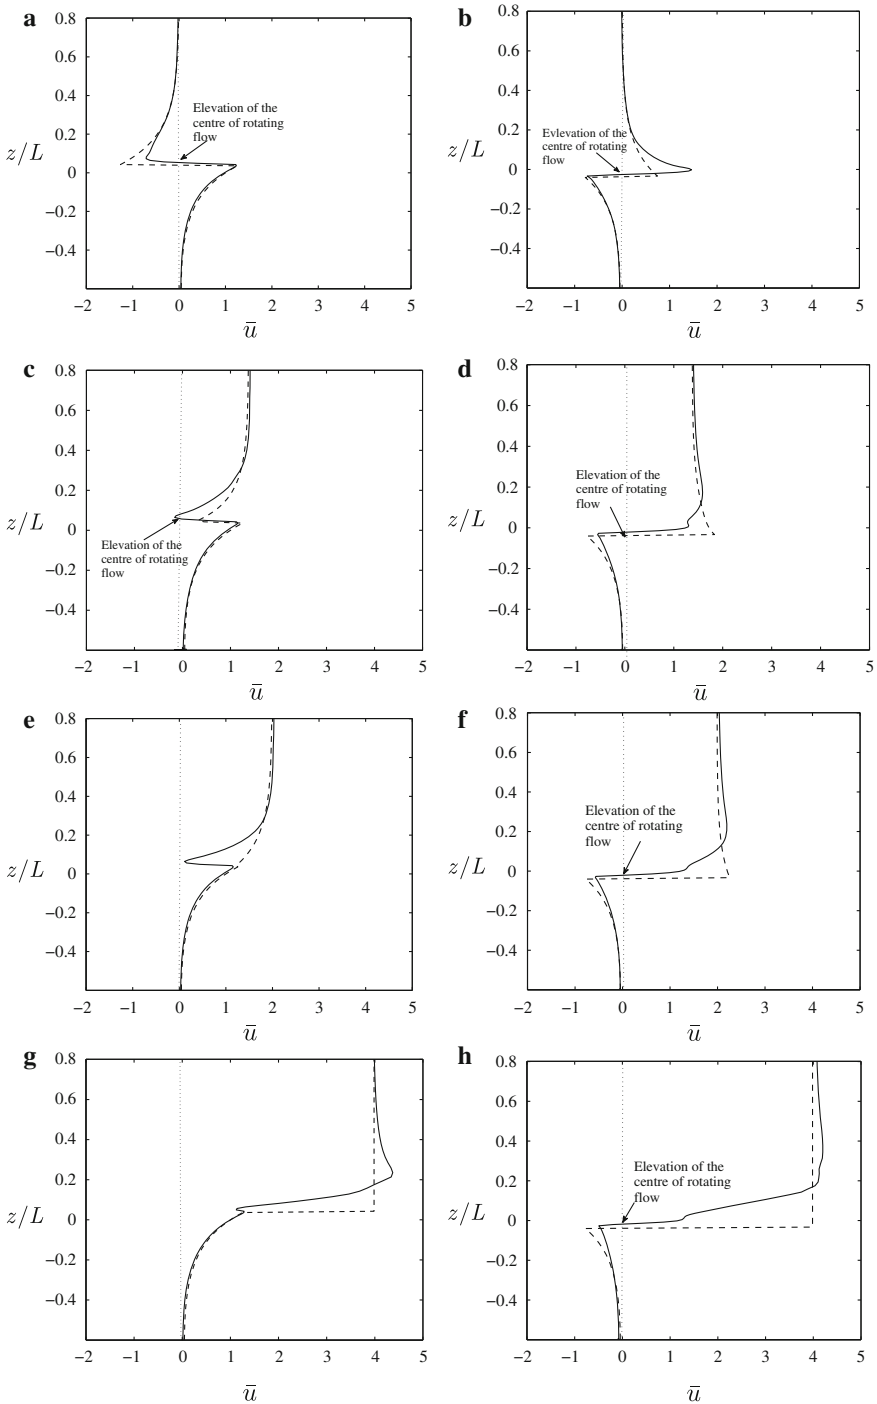 a
0.8
0.6
0.4
0.2
0
−0.2
−0.4
z/L
Elevation of the
centre of rotating
flow
−2 −1 0 1 2 3 4 5
u̅
b
0.8
0.6
0.4
0.2
0
−0.2
−0.4
z/L
Evlevation of the
centre of rotating
flow
−2 −1 0 1 2 3 4 5
u̅
c
0.8
0.6
0.4
0.2
0
−0.2
−0.4
z/L
Elevation of the
centre of rotating
flow
−2 −1 0 1 2 3 4 5
u̅
d
0.8
0.6
0.4
0.2
0
−0.2
−0.4
z/L
Elevation of the
centre of rotating
flow
−2 −1 0 1 2 3 4 5
u̅
e
0.8
0.6
0.4
0.2
0
−0.2
−0.4
z/L
−2 −1 0 1 2 3 4 5
u̅
f
0.8
0.6
0.4
0.2
0
−0.2
−0.4
z/L
Elevation of the
centre of rotating
flow
−2 −1 0 1 2 3 4 5
u̅
g
0.8
0.6
0.4
0.2
0
−0.2
−0.4
z/L
−2 −1 0 1 2 3 4 5
u̅
h
0.8
0.6
0.4
0.2
0
−0.2
−0.4
z/L
Elevation of the
centre of rotating
flow
−2 −1 0 1 2 3 4 5
u̅